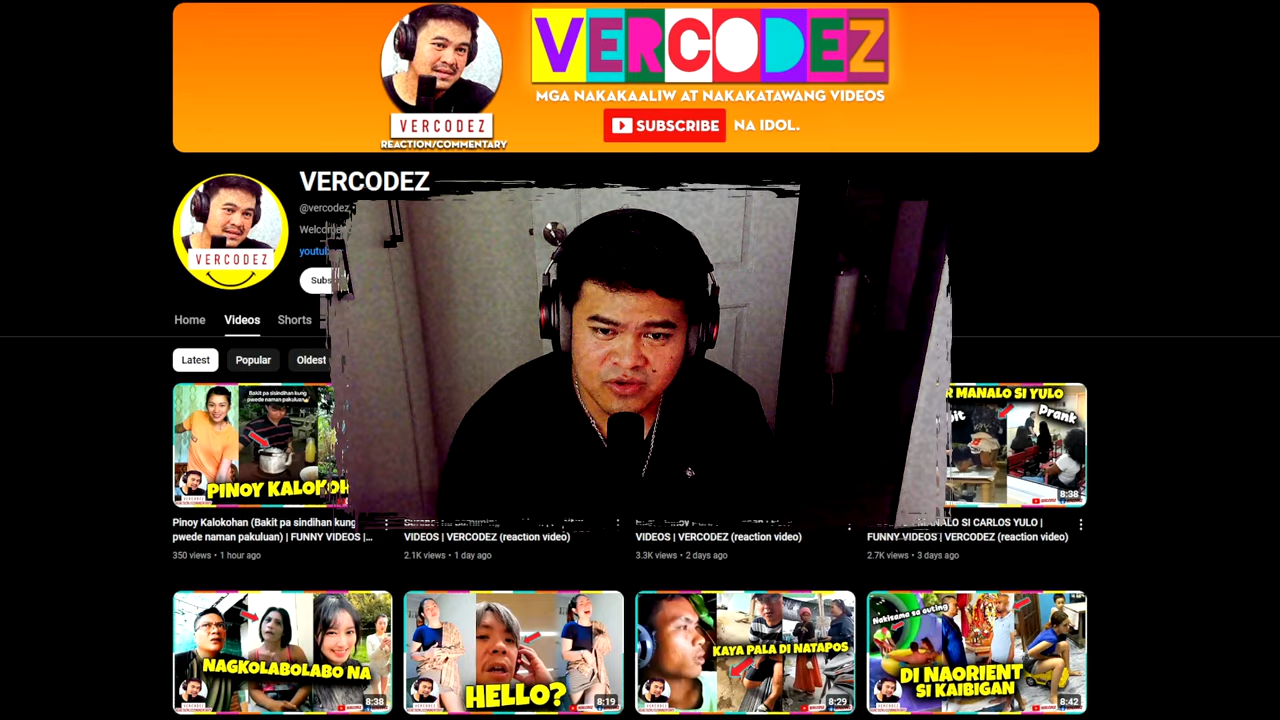 VERCODEZ
MGA NAKAKAALIW AT NAKAKATAWANG VIDEOS
SUBSCRIBE NA IDOL.
VERCODEZ
REACTION/COMMENTARY
VERCODEZ
@vercodez
VERCODEZ
Home Videos Shorts
Latest Popular Oldest
Bakit pa sisindihan kung
pwede naman pakuluan
PINOY
MANALO SI YULO
Prank
8:38
Pinoy Kalokohan (Bakit pa sisindihan kung
pwede naman pakuluan) | FUNNY VIDEOS |...
350 views • 1 hour ago
VIDEOS | VERCODEZ (reaction video)
2.1K views • 1 day ago
VIDEOS | VERCODEZ (reaction video)
3.3K views • 2 days ago
MANALO SI CARLOS YULO |
FUNNY VIDEOS | VERCODEZ (reaction video)
2.7K views • 3 days ago
NAGKOLABOLABO NA
8:38
HELLO?
8:19
KAYA PALA DI NATAPOS
8:29
Nakisama sa outing
DI NAORIENT
SI KAIBIGAN
8:42